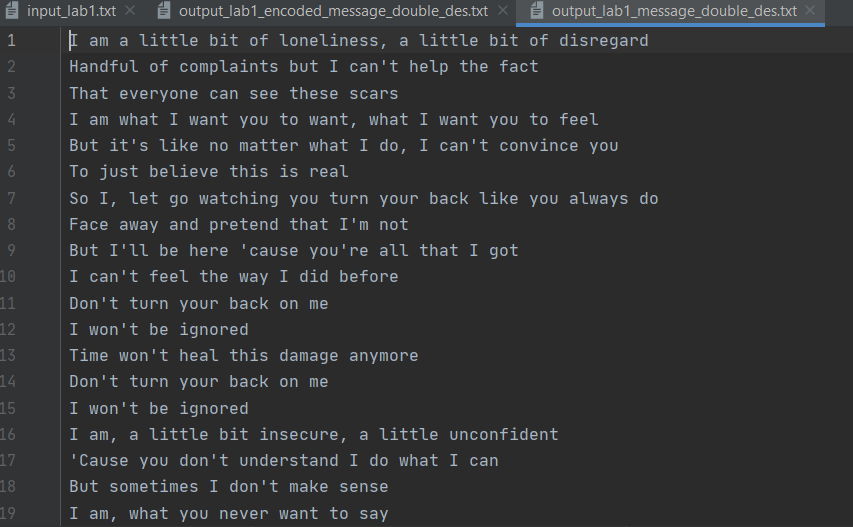 input_lab1.txt × output_lab1_encoded_message_double_des.txt × output_lab1_message_double_des.txt ×
1 I am a little bit of loneliness, a little bit of disregard
2 Handful of complaints but I can't help the fact
3 That everyone can see these scars
4 I am what I want you to want, what I want you to feel
5 But it's like no matter what I do, I can't convince you
6 To just believe this is real
7 So I, let go watching you turn your back like you always do
8 Face away and pretend that I'm not
9 But I'll be here 'cause you're all that I got
10 I can't feel the way I did before
11 Don't turn your back on me
12 I won't be ignored
13 Time won't heal this damage anymore
14 Don't turn your back on me
15 I won't be ignored
16 I am, a little bit insecure, a little unconfident
17 'Cause you don't understand I do what I can
18 But sometimes I don't make sense
19 I am, what you never want to say